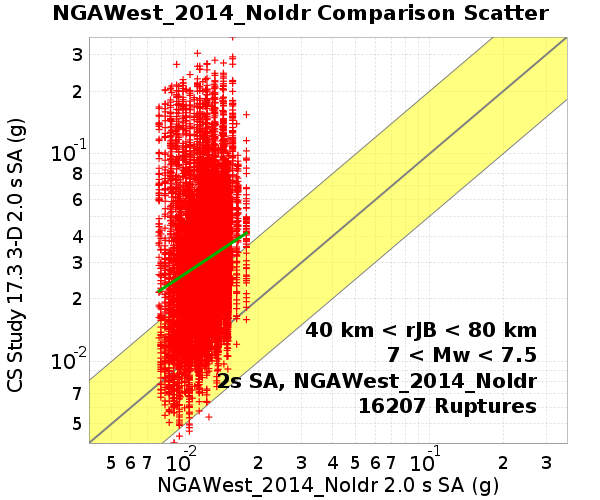 NGAWest_2014_NoIdr Comparison Scatter
CS Study 17.3 3-D 2.0 s SA (g)
3
2
10-1
8
6
4
3
2
10-2
7
5
40 km < rJB < 80 km
7 < Mw < 7.5
2s SA, NGAWest_2014_NoIdr
16207 Ruptures
5 6 7 10-2 2 3 4 5 6 7 10-1 2 3
NGAWest_2014_NoIdr 2.0 s SA (g)